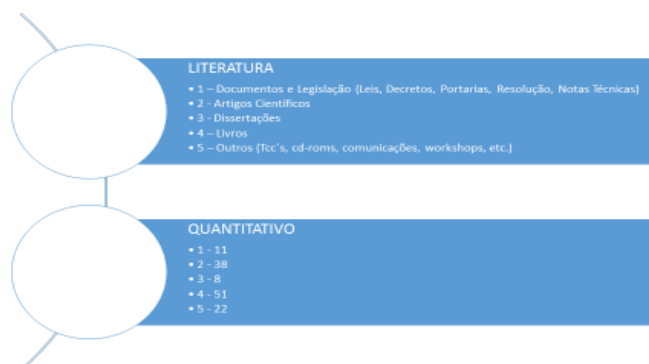 LITERATURA
• 1 – Documentos e Legislação (Leis, Decretos, Portarias, Resolução, Notas Técnicas)
• 2 - Artigos Científicos
• 3 - Dissertações
• 4 – Livros
• 5 – Outros (Tcc´s, cd-roms, comunicações, workshops, etc.)
QUANTITATIVO
• 1 - 11
• 2 - 38
• 3 - 8
• 4 - 51
• 5 - 22